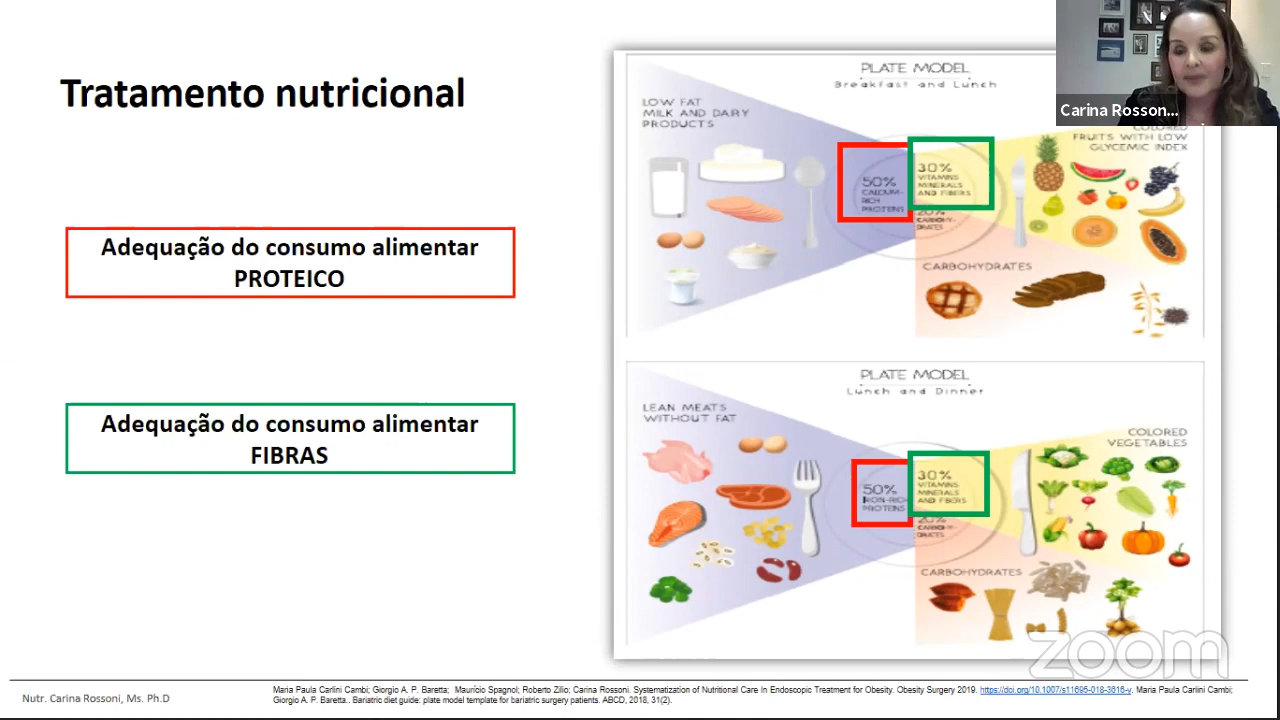 Tratamento nutricional
Adequação do consumo alimentar
PROTEICO
Adequação do consumo alimentar
FIBRAS
PLATE MODEL
Breakfast and Lunch
LOW FAT
MILK AND DAIRY
PRODUCTS
50%
CALCIUM-
RICH
PROTEINS
30%
VITAMINS
MINERALS
AND FIBERS
20%
CARBOHY-
DRATES
COLORED
FRUITS WITH LOW
GLYCEMIC INDEX
CARBOHYDRATES
PLATE MODEL
Lunch and Dinner
LEAN MEATS
WITHOUT FAT
50%
IRON-RICH
PROTEINS
30%
VITAMINS
MINERALS
AND FIBERS
20%
CARBOHY-
DRATES
COLORED
VEGETABLES
CARBOHYDRATES
Carina Rosson...
zoom
Nutr. Carina Rossoni, Ms. Ph.D
Maria Paula Carlini Cambi; Giorgio A. P. Baretta; Maurício Spagnol; Roberto Zilio; Carina Rossoni. Systematization of Nutritional Care In Endoscopic Treatment for Obesity. Obesity Surgery 2019. https://doi.org/10.1007/s11695-018-3616-y. Maria Paula Carlini Cambi;
Giorgio A. P. Baretta.. Bariatric diet guide: plate model template for bariatric surgery patients. ABCD, 2018, 31(2).